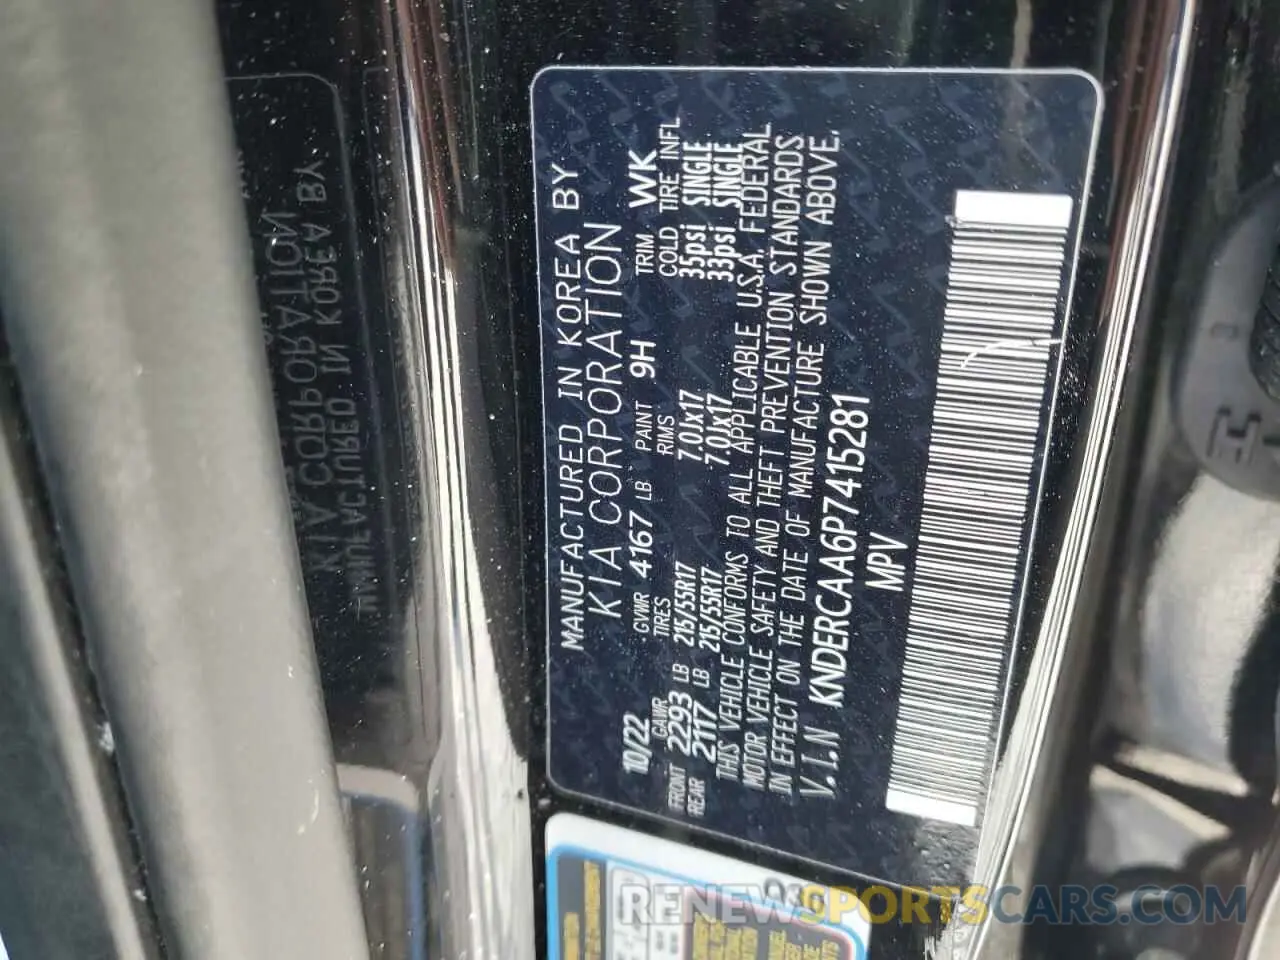 MANUFACTURED IN KOREA BY
KIA CORPORATION
10/22 GVWR 4167 LB PAINT 9H TRIM WK
GAWR TIRES RIMS COLD TIRE INFL
FRONT 2293 LB 215/55R17 7.0Jx17 35psi SINGLE
REAR 2117 LB 215/55R17 7.0Jx17 33psi SINGLE
THIS VEHICLE CONFORMS TO ALL APPLICABLE U.S.A. FEDERAL
MOTOR VEHICLE SAFETY AND THEFT PREVENTION STANDARDS
IN EFFECT ON THE DATE OF MANUFACTURE SHOWN ABOVE.
V.I.N KNDERCAA6P7415281
MPV
RENEWSPORTSCARS.COM